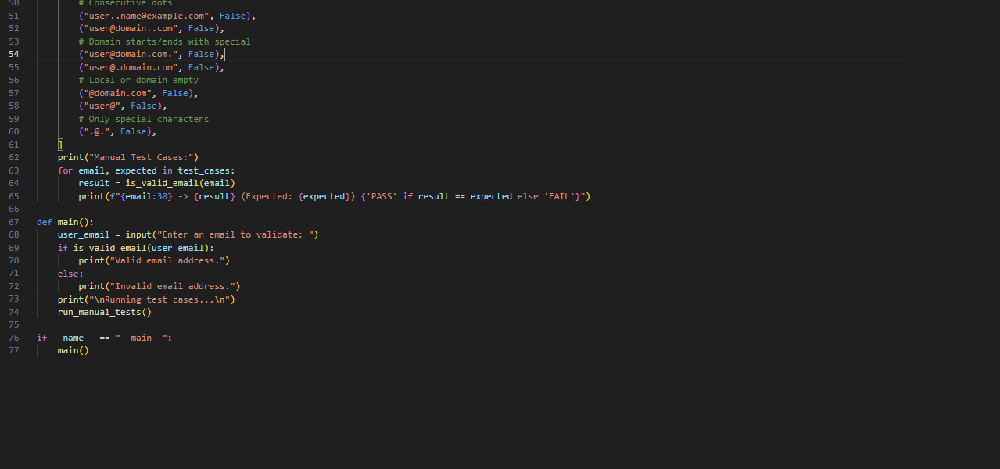 50 # Consecutive dots
51 ("user..name@example.com", False),
52 ("user@domain..com", False),
53 # Domain starts/ends with special
54 ("user@domain.com.", False),
55 ("user@.domain.com", False),
56 # Local or domain empty
57 ("@domain.com", False),
58 ("user@", False),
59 # Only special characters
60 (".@.", False),
61 ]
62 print("Manual Test Cases:")
63 for email, expected in test_cases:
64 result = is_valid_email(email)
65 print(f"{email:30} -> {result} (Expected: {expected}) {'PASS' if result == expected else 'FAIL'}")
66
67 def main():
68 user_email = input("Enter an email to validate: ")
69 if is_valid_email(user_email):
70 print("Valid email address.")
71 else:
72 print("Invalid email address.")
73 print("\nRunning test cases...\n")
74 run_manual_tests()
75
76 if __name__ == "__main__":
77 main()